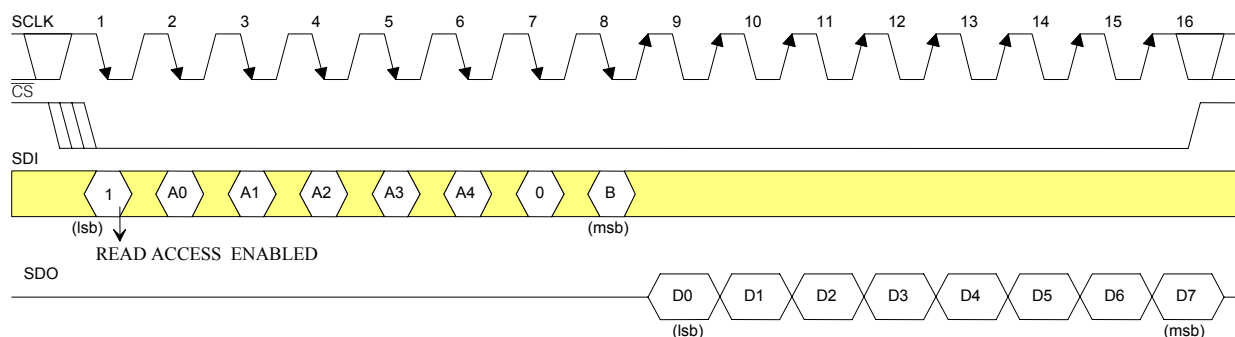 SCLK 1 2 3 4 5 6 7 8 9 10 11 12 13 14 15 16
CS
SDI
1 A0 A1 A2 A3 A4 0 B
(lsb) (msb)
READ ACCESS ENABLED
SDO
D0 D1 D2 D3 D4 D5 D6 D7
(lsb) (msb)